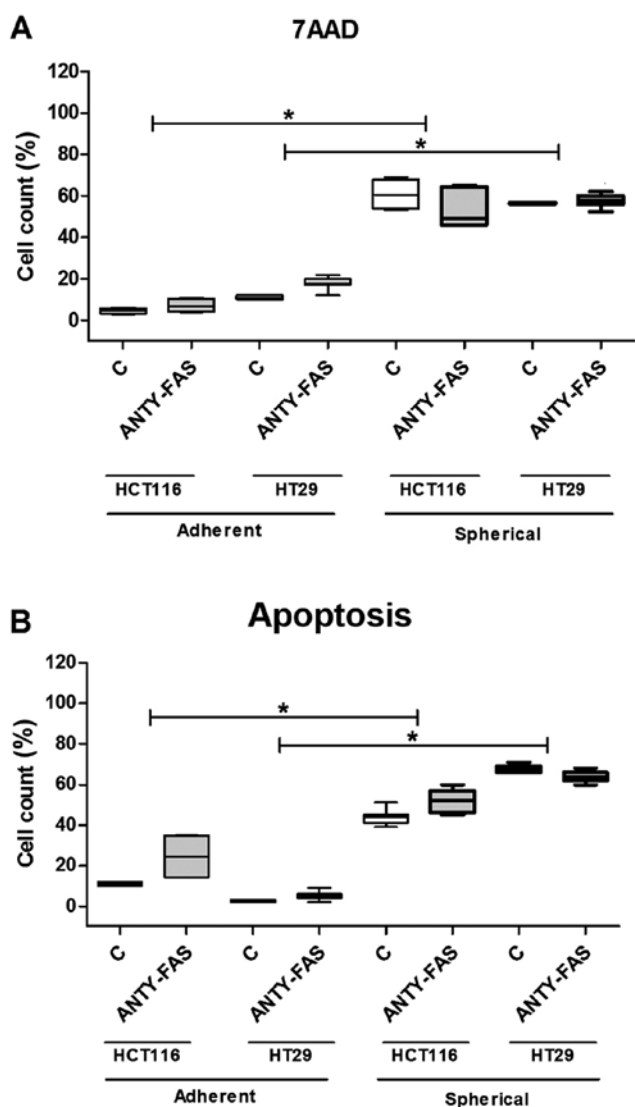 A
7AAD
Cell count (%)
120
100
80
60
40
20
0
*
*
C
ANTY-FAS
C
ANTY-FAS
C
ANTY-FAS
C
ANTY-FAS
HCT116
HT29
HCT116
HT29
Adherent
Spherical
B
Apoptosis
Cell count (%)
120
100
80
60
40
20
0
*
*
C
ANTY-FAS
C
ANTY-FAS
C
ANTY-FAS
C
ANTY-FAS
HCT116
HT29
HCT116
HT29
Adherent
Spherical